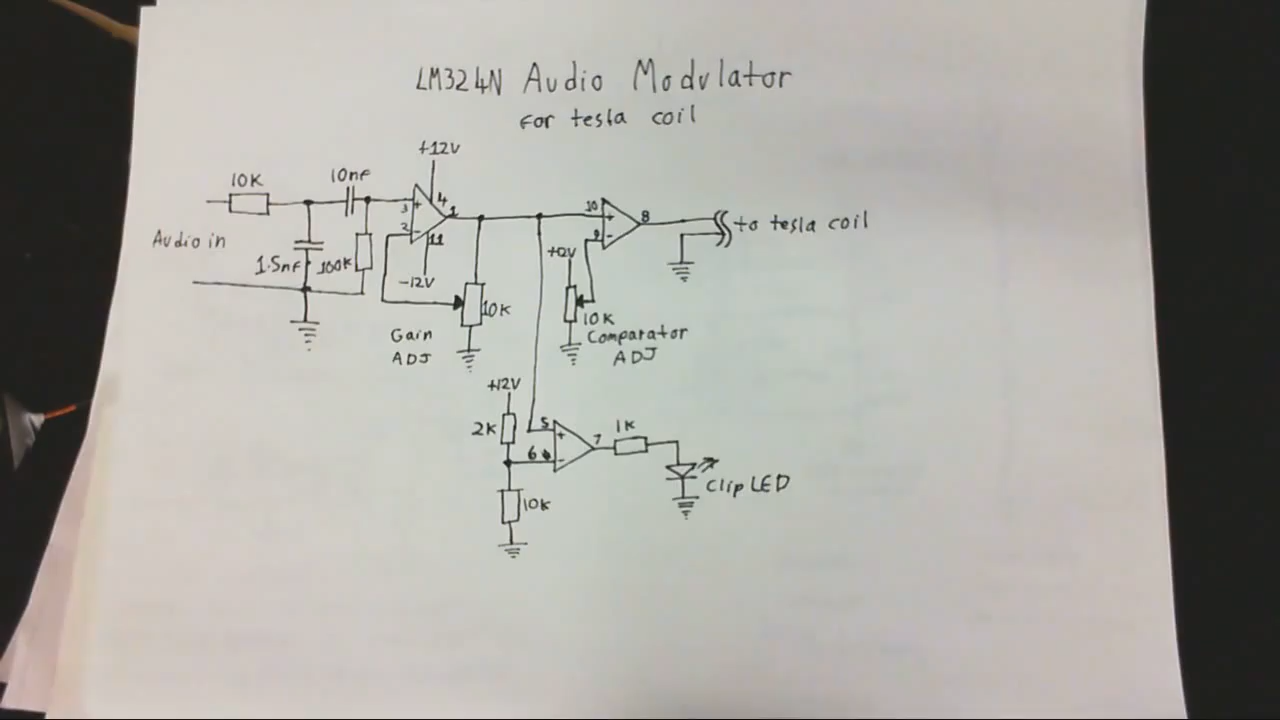 LM324N Audio Modulator
For tesla coil
+12V
10K
10nF
4
3
+
1
2
-
11
Audio in
1.5nF
100K
-12V
10K
Gain
ADJ
10
+
8
9
-
to tesla coil
10K
Comparator
ADJ
+12V
2K
5
+
7
1K
6
-
Clip LED
10K